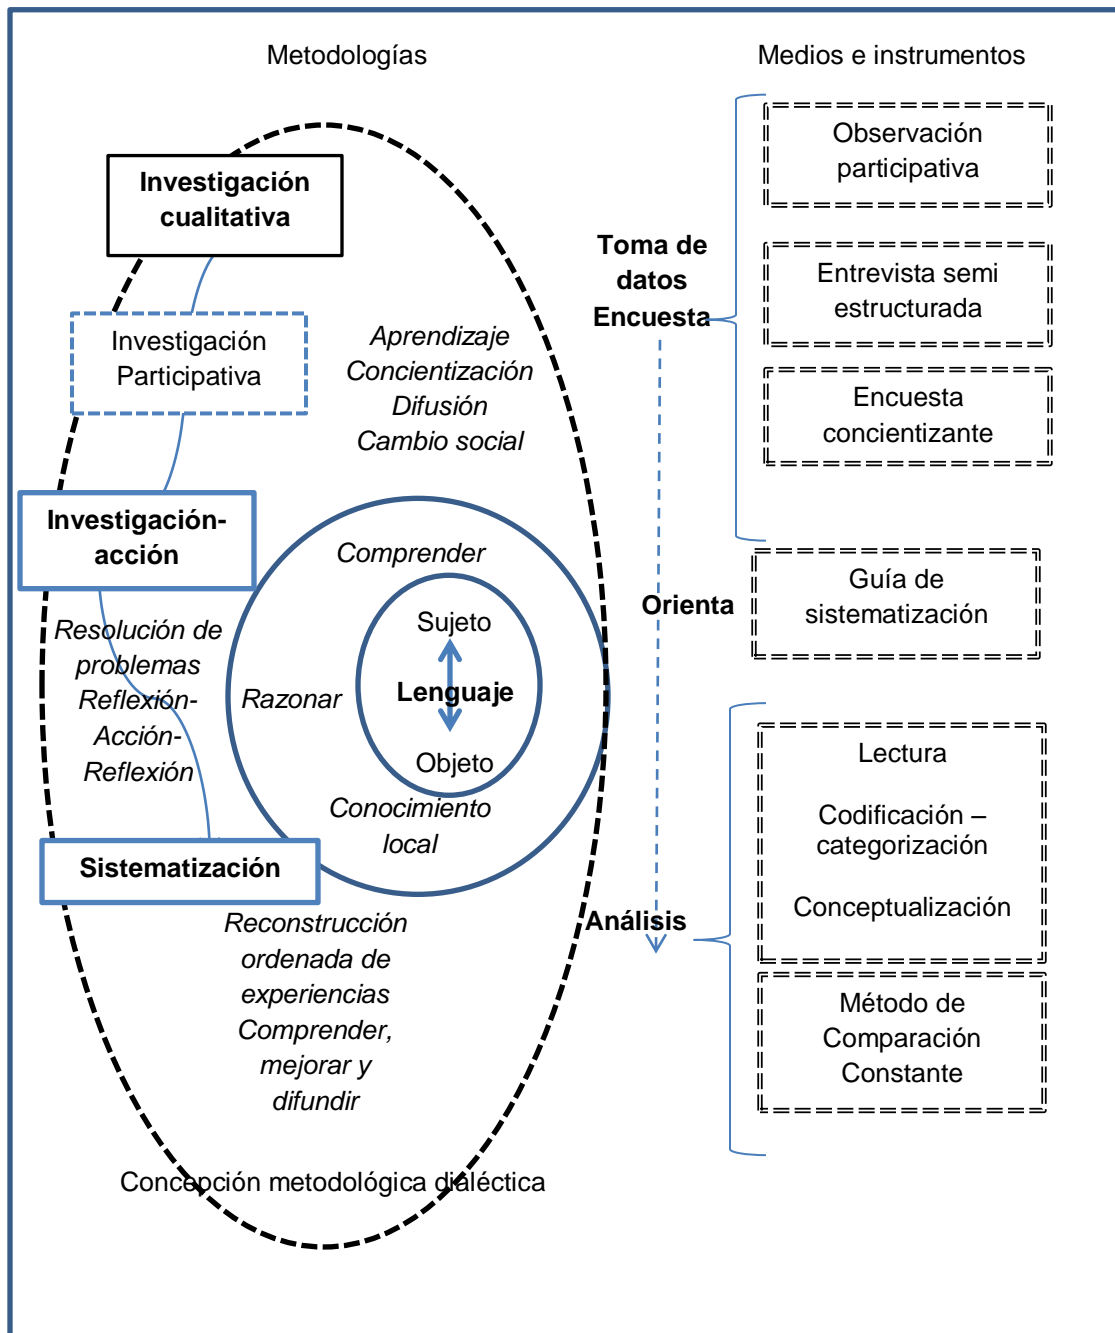 Metodologías
Medios e instrumentos
Investigación
cualitativa
Investigación
Participativa
Aprendizaje
Concientización
Difusión
Cambio social
Investigación-
acción
Comprender
Sujeto
Lenguaje
Objeto
Razonar
Conocimiento
local
Resolución de
problemas
Reflexión-
Acción-
Reflexión
Sistematización
Reconstrucción
ordenada de
experiencias
Comprender,
mejorar y
difundir
Concepción metodológica dialéctica
Toma de
datos
Encuesta
Observación
participativa
Entrevista semi
estructurada
Encuesta
concientizante
Orienta
Guía de
sistematización
Análisis
Lectura
Codificación –
categorización
Conceptualización
Método de
Comparación
Constante